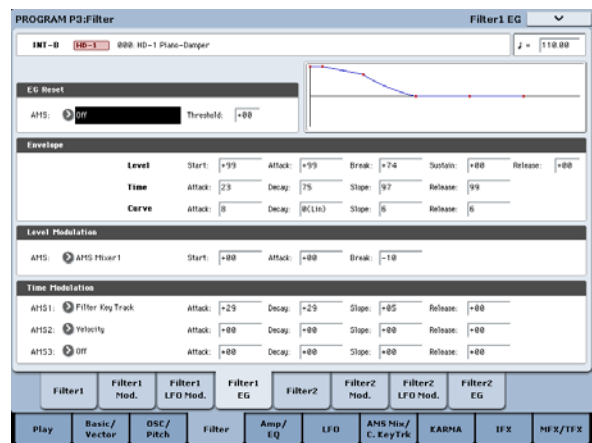 PROGRAM P3:Filter Filter1 EG
INT-B HD-1 000: HD-1 Piano-Damper ♩ = 110.00
EG Reset
AMS: Off Threshold: +00
Envelope
Level Start: +99 Attack: +99 Break: +74 Sustain: +00 Release: +00
Time Attack: 23 Decay: 75 Slope: 97 Release: 99
Curve Attack: 8 Decay: 0(Lin) Slope: 6 Release: 6
Level Modulation
AMS: AMS Mixer1 Start: +00 Attack: +00 Break: -10
Time Modulation
AMS1: Filter Key Track Attack: +29 Decay: +29 Slope: +05 Release: +00
AMS2: Velocity Attack: +00 Decay: +00 Slope: +00 Release: +00
AMS3: Off Attack: +00 Decay: +00 Slope: +00 Release: +00
Filter1 Filter1 Mod. Filter1 LFO Mod. Filter1 EG Filter2 Filter2 Mod. Filter2 LFO Mod. Filter2 EG
Play Basic/ Vector OSC/ Pitch Filter Amp/ EQ LFO AMS Mix/ C. KeyTrk KARMA IFX MFX/TFX